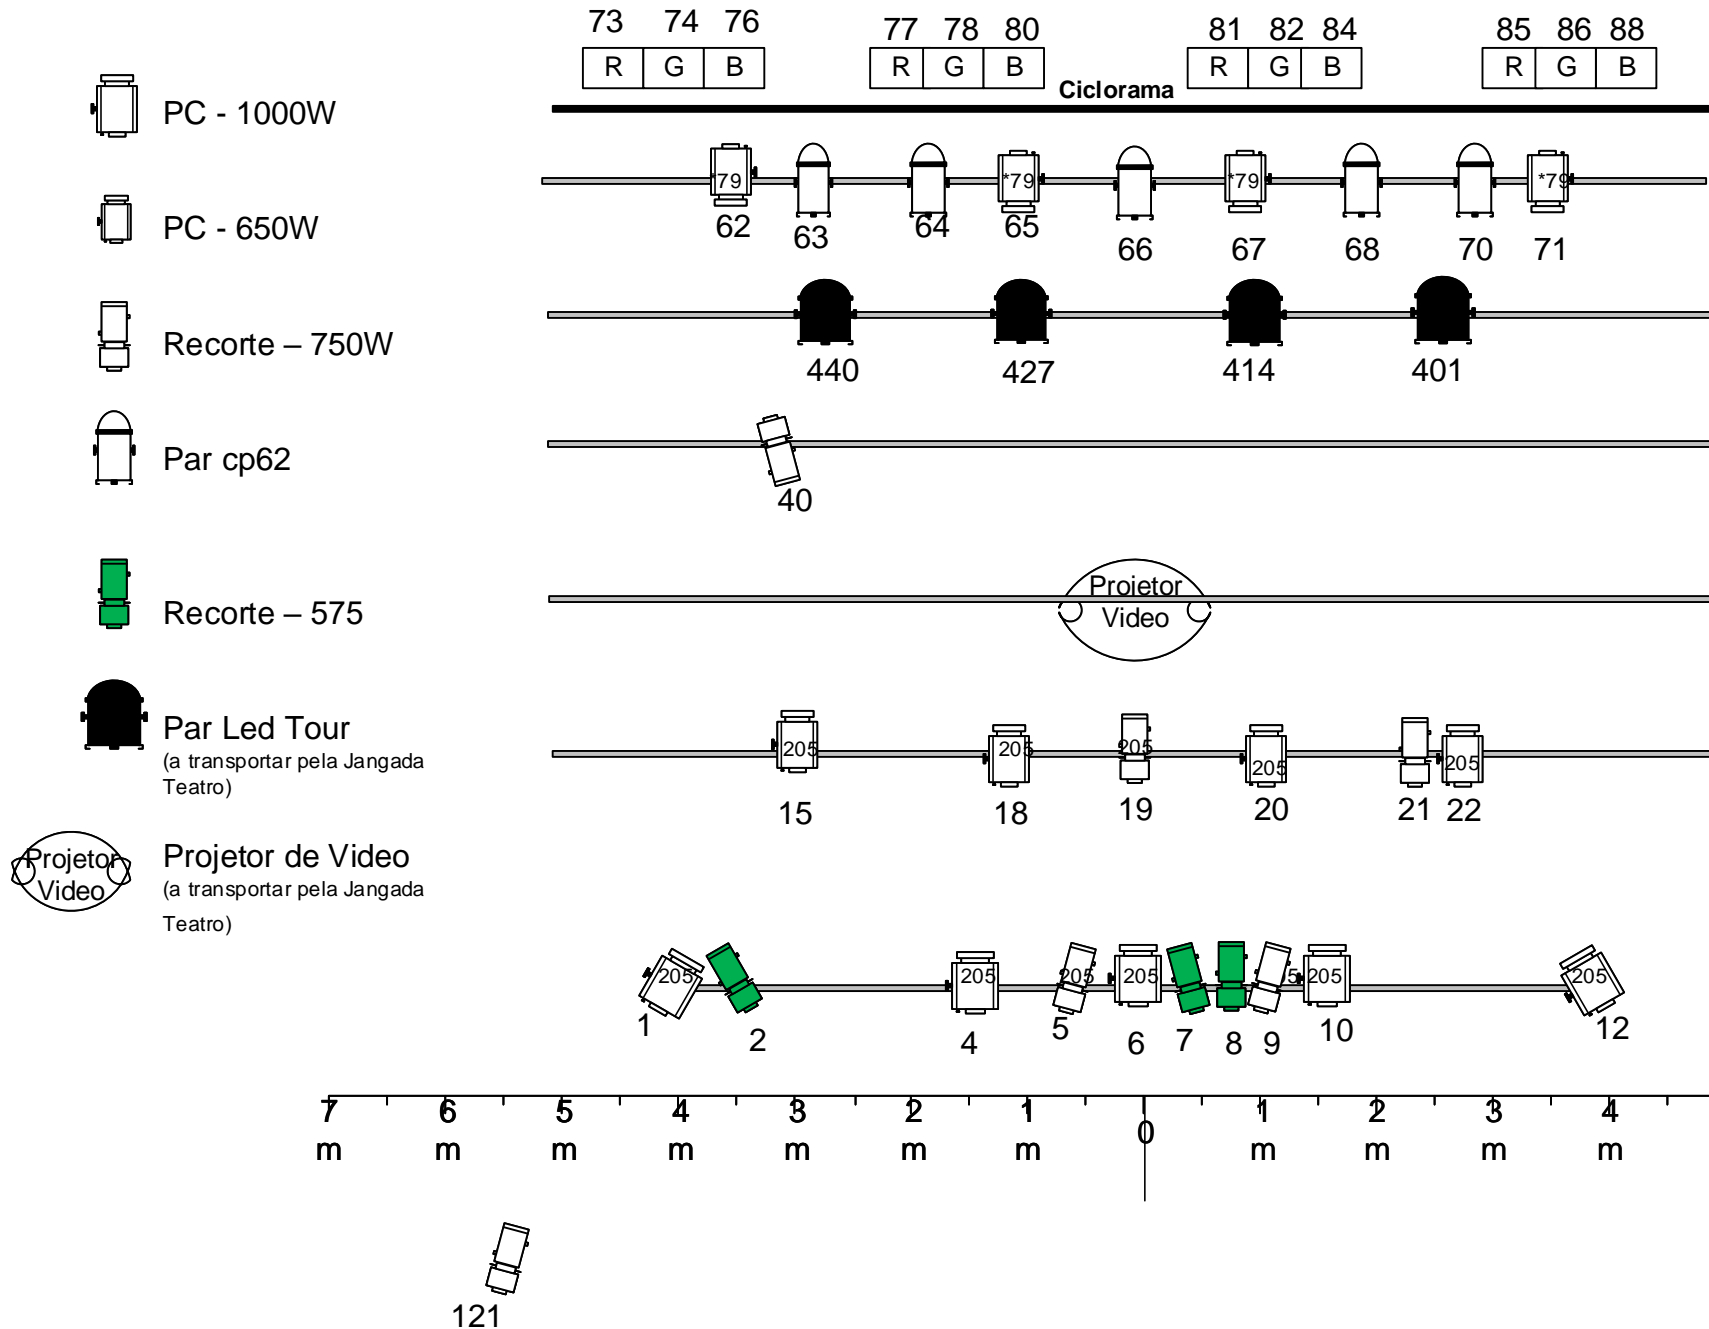 73 74 76 77 78 80 81 82 84 85 86 88
R G B R G B R G B R G B
Ciclorama
PC - 1000W
*79 *79 *79 *79
62 63 64 65 66 67 68 70 71
PC - 650W
Recorte – 750W
440 427 414 401
Par cp62
40
Projetor
Video
Recorte – 575
Par Led Tour
(a transportar pela Jangada
Teatro)
205 205 205 205 205
15 18 19 20 21 22
Projetor
Video
Projetor de Video
(a transportar pela Jangada
Teatro)
205 205 205 205 205 205 205
1 2 4 5 6 7 8 9 10 12
7 6 5 4 3 2 1 0 1 2 3 4
m m m m m m m m m m m
121